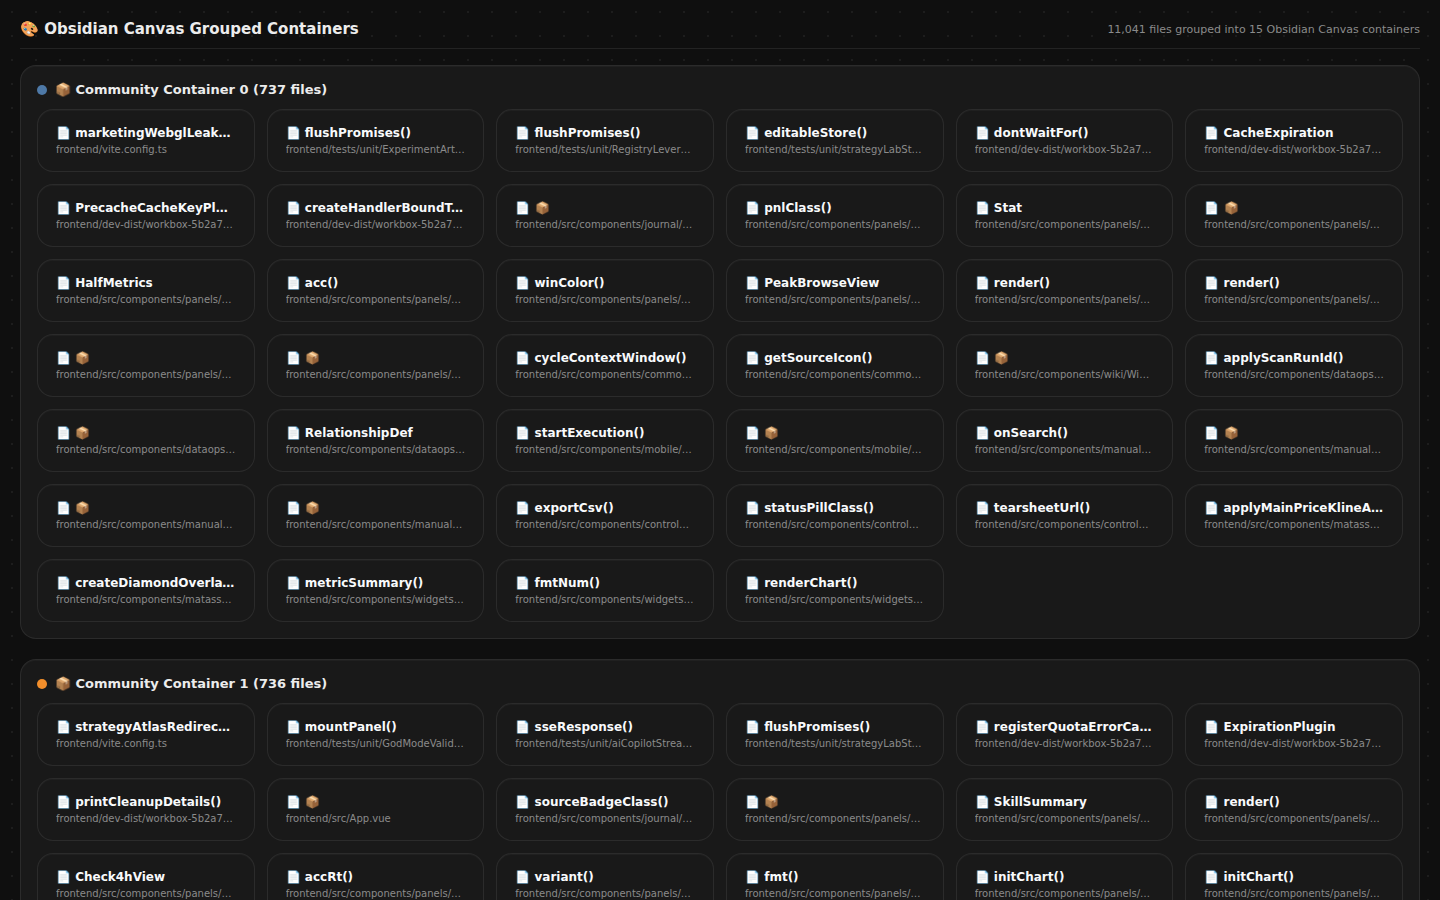 🎨 Obsidian Canvas Grouped Containers
11,041 files grouped into 15 Obsidian Canvas containers
📦 Community Container 0 (737 files)
📄 marketingWebglLeak...
frontend/vite.config.ts
📄 flushPromises()
frontend/tests/unit/ExperimentArt...
📄 flushPromises()
frontend/tests/unit/RegistryLever...
📄 editableStore()
frontend/tests/unit/strategyLabSt...
📄 dontWaitFor()
frontend/dev-dist/workbox-5b2a7...
📄 CacheExpiration
frontend/dev-dist/workbox-5b2a7...
📄 PrecacheCacheKeyPl...
frontend/dev-dist/workbox-5b2a7...
📄 createHandlerBoundT...
frontend/dev-dist/workbox-5b2a7...
📄 📦
frontend/src/components/journal/...
📄 pnlClass()
frontend/src/components/panels/...
📄 Stat
frontend/src/components/panels/...
📄 📦
frontend/src/components/panels/...
📄 HalfMetrics
frontend/src/components/panels/...
📄 acc()
frontend/src/components/panels/...
📄 winColor()
frontend/src/components/panels/...
📄 PeakBrowseView
frontend/src/components/panels/...
📄 render()
frontend/src/components/panels/...
📄 render()
frontend/src/components/panels/...
📄 📦
frontend/src/components/panels/...
📄 📦
frontend/src/components/panels/...
📄 cycleContextWindow()
frontend/src/components/commo...
📄 getSourceIcon()
frontend/src/components/commo...
📄 📦
frontend/src/components/wiki/Wi...
📄 applyScanRunId()
frontend/src/components/dataops...
📄 📦
frontend/src/components/dataops...
📄 RelationshipDef
frontend/src/components/dataops...
📄 startExecution()
frontend/src/components/mobile/...
📄 📦
frontend/src/components/mobile/...
📄 onSearch()
frontend/src/components/manual...
📄 📦
frontend/src/components/manual...
📄 📦
frontend/src/components/manual...
📄 📦
frontend/src/components/manual...
📄 exportCsv()
frontend/src/components/control...
📄 statusPillClass()
frontend/src/components/control...
📄 tearsheetUrl()
frontend/src/components/control...
📄 applyMainPriceKlineA...
frontend/src/components/matass...
📄 createDiamondOverla...
frontend/src/components/matass...
📄 metricSummary()
frontend/src/components/widgets...
📄 fmtNum()
frontend/src/components/widgets...
📄 renderChart()
frontend/src/components/widgets...
📦 Community Container 1 (736 files)
📄 strategyAtlasRedirec...
frontend/vite.config.ts
📄 mountPanel()
frontend/tests/unit/GodModeValid...
📄 sseResponse()
frontend/tests/unit/aiCopilotStrea...
📄 flushPromises()
frontend/tests/unit/strategyLabSt...
📄 registerQuotaErrorCa...
frontend/dev-dist/workbox-5b2a7...
📄 ExpirationPlugin
frontend/dev-dist/workbox-5b2a7...
📄 printCleanupDetails()
frontend/dev-dist/workbox-5b2a7...
📄 📦
frontend/src/App.vue
📄 sourceBadgeClass()
frontend/src/components/journal/...
📄 📦
frontend/src/components/panels/...
📄 SkillSummary
frontend/src/components/panels/...
📄 render()
frontend/src/components/panels/...
📄 Check4hView
frontend/src/components/panels/...
📄 accRt()
frontend/src/components/panels/...
📄 variant()
frontend/src/components/panels/...
📄 fmt()
frontend/src/components/panels/...
📄 initChart()
frontend/src/components/panels/...
📄 initChart()
frontend/src/components/panels/...